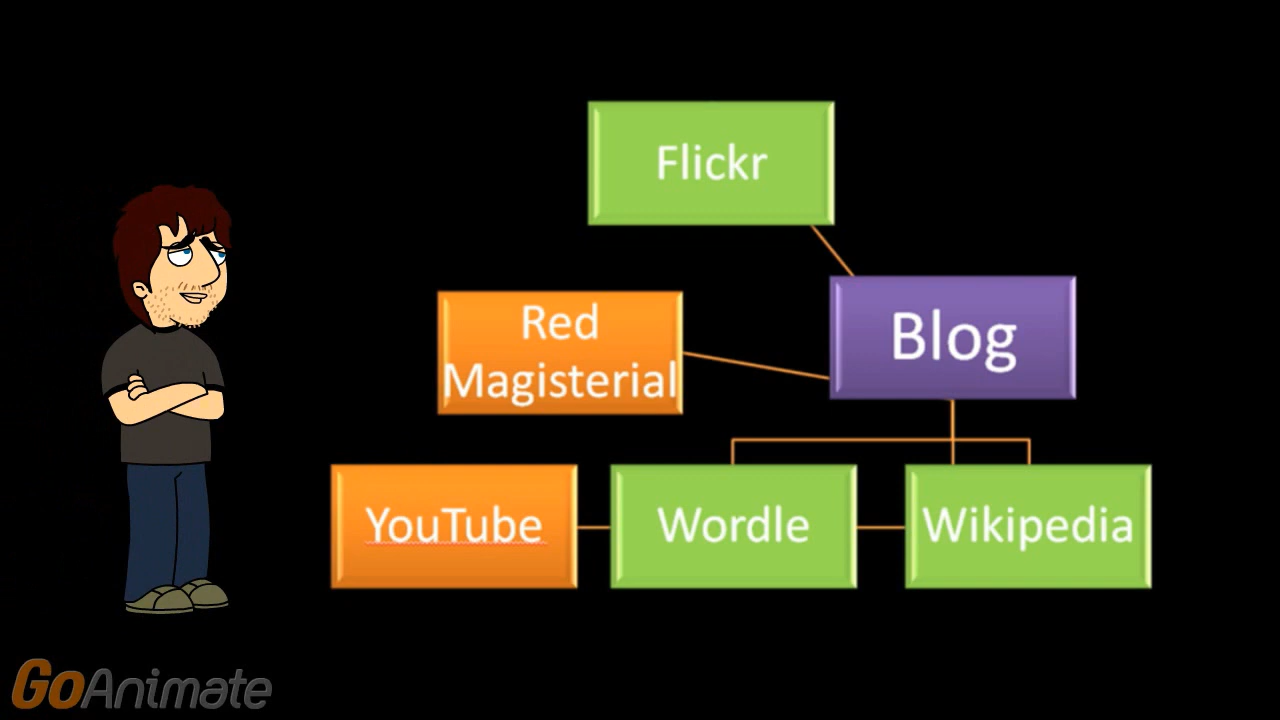 Flickr
Red
Magisterial
Blog
YouTube
Wordle
Wikipedia
GoAnimate